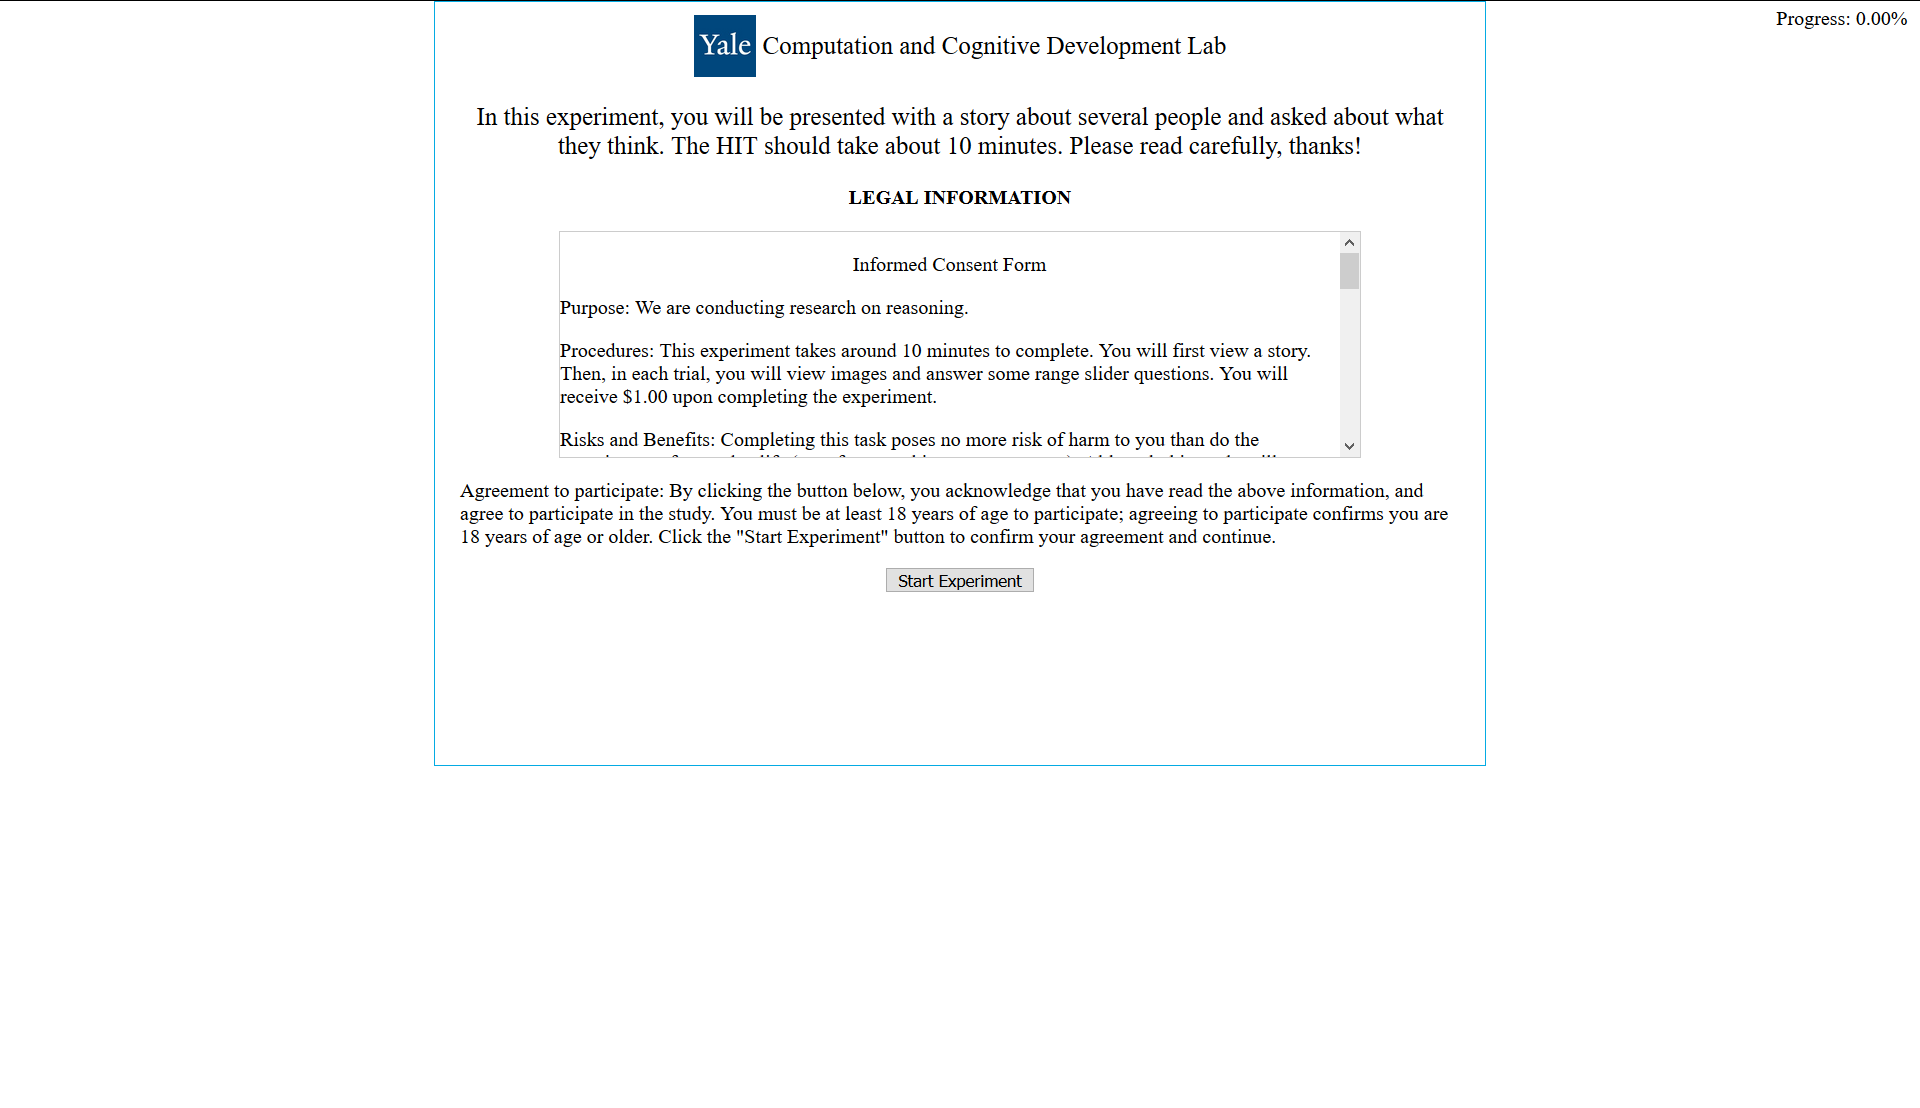 Progress: 0.00%
Yale Computation and Cognitive Development Lab
In this experiment, you will be presented with a story about several people and asked about what
they think. The HIT should take about 10 minutes. Please read carefully, thanks!
LEGAL INFORMATION
Informed Consent Form
Purpose: We are conducting research on reasoning.
Procedures: This experiment takes around 10 minutes to complete. You will first view a story.
Then, in each trial, you will view images and answer some range slider questions. You will
receive $1.00 upon completing the experiment.
Risks and Benefits: Completing this task poses no more risk of harm to you than do the
Agreement to participate: By clicking the button below, you acknowledge that you have read the above information, and
agree to participate in the study. You must be at least 18 years of age to participate; agreeing to participate confirms you are
18 years of age or older. Click the "Start Experiment" button to confirm your agreement and continue.
Start Experiment